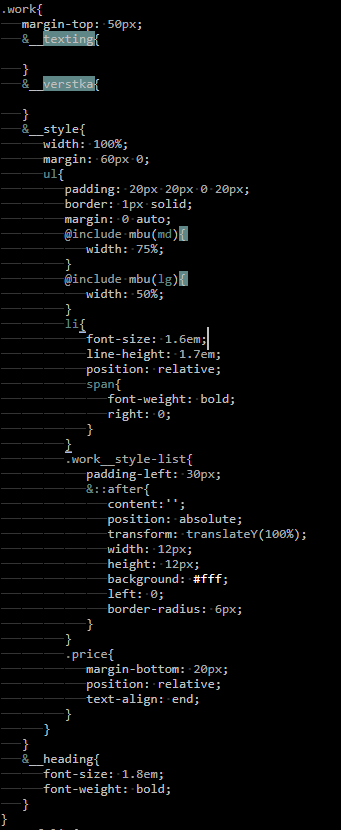 .work{
margin-top: 50px;
&__texting{
}
&__verstka{
}
&__style{
width: 100%;
margin: 60px 0;
ul{
padding: 20px 20px 0 20px;
border: 1px solid;
margin: 0 auto;
@include mbu(md){
width: 75%;
}
@include mbu(lg){
width: 50%;
}
li{
font-size: 1.6em;
line-height: 1.7em;
position: relative;
span{
font-weight: bold;
right: 0;
}
}
.work__style-list{
padding-left: 30px;
&::after{
content:'';
position: absolute;
transform: translateY(100%);
width: 12px;
height: 12px;
background: #fff;
left: 0;
border-radius: 6px;
}
}
.price{
margin-bottom: 20px;
position: relative;
text-align: end;
}
}
}
&__heading{
font-size: 1.8em;
font-weight: bold;
}
}